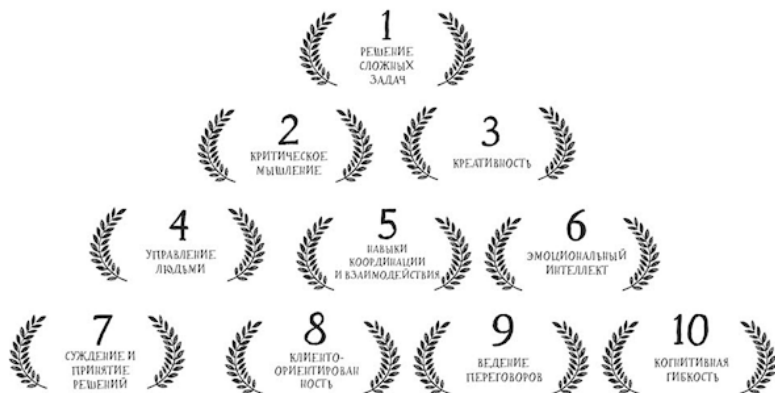 1
РЕШЕНИЕ
СЛОЖНЫХ
ЗАДАЧ
2
КРИТИЧЕСКОЕ
МЫШЛЕНИЕ
3
КРЕАТИВНОСТЬ
4
УПРАВЛЕНИЕ
ЛЮДЬМИ
5
НАВЫКИ
КООРДИНАЦИИ
И ВЗАИМОДЕЙСТВИЯ
6
ЭМОЦИОНАЛЬНЫЙ
ИНТЕЛЛЕКТ
7
СУЖДЕНИЕ И
ПРИНЯТИЕ
РЕШЕНИЙ
8
КЛИЕНТО-
ОРИЕНТИРОВАН
НОСТЬ
9
ВЕДЕНИЕ
ПЕРЕГОВОРОВ
10
КОГНИТИВНАЯ
ГИБКОСТЬ